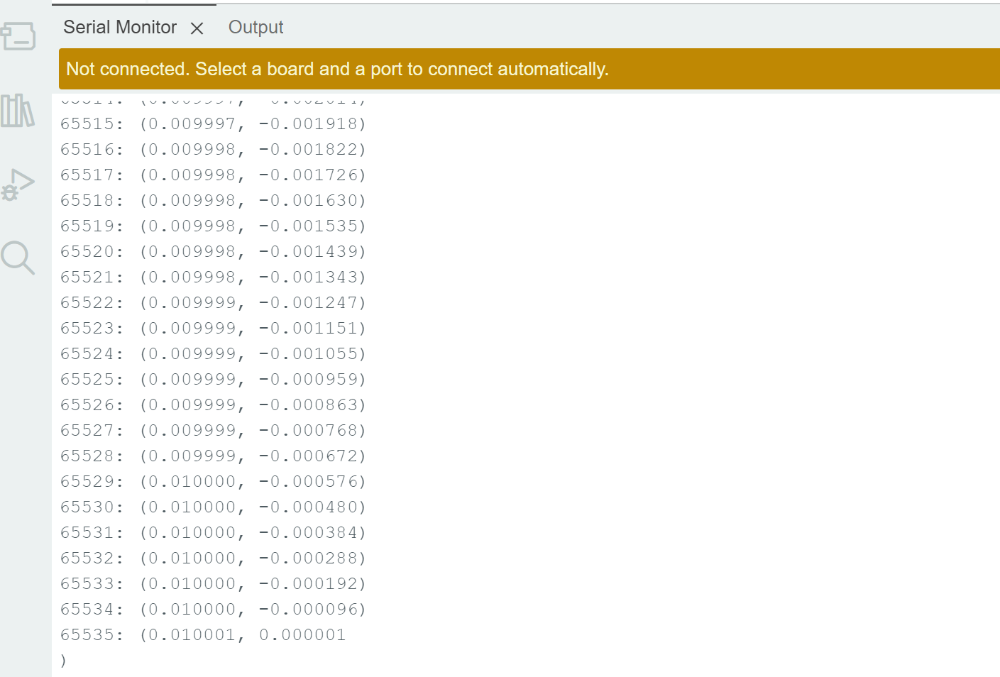 Serial Monitor × Output
Not connected. Select a board and a port to connect automatically.
65515: (0.009997, -0.001918)
65516: (0.009998, -0.001822)
65517: (0.009998, -0.001726)
65518: (0.009998, -0.001630)
65519: (0.009998, -0.001535)
65520: (0.009998, -0.001439)
65521: (0.009998, -0.001343)
65522: (0.009999, -0.001247)
65523: (0.009999, -0.001151)
65524: (0.009999, -0.001055)
65525: (0.009999, -0.000959)
65526: (0.009999, -0.000863)
65527: (0.009999, -0.000768)
65528: (0.009999, -0.000672)
65529: (0.010000, -0.000576)
65530: (0.010000, -0.000480)
65531: (0.010000, -0.000384)
65532: (0.010000, -0.000288)
65533: (0.010000, -0.000192)
65534: (0.010000, -0.000096)
65535: (0.010001, 0.000001
)